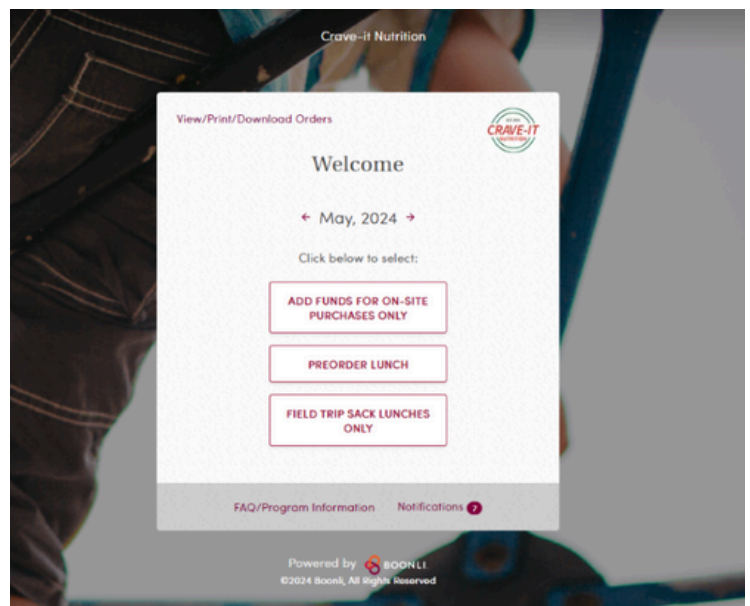 Crave-it Nutrition
View/Print/Download Orders
CRAVE-IT
NUTRITION
Welcome
← May, 2024 →
Click below to select:
ADD FUNDS FOR ON-SITE
PURCHASES ONLY
PREORDER LUNCH
FIELD TRIP SACK LUNCHES
ONLY
FAQ/Program Information Notifications
Powered by BOONLI
©2024 Boonli, All Rights Reserved